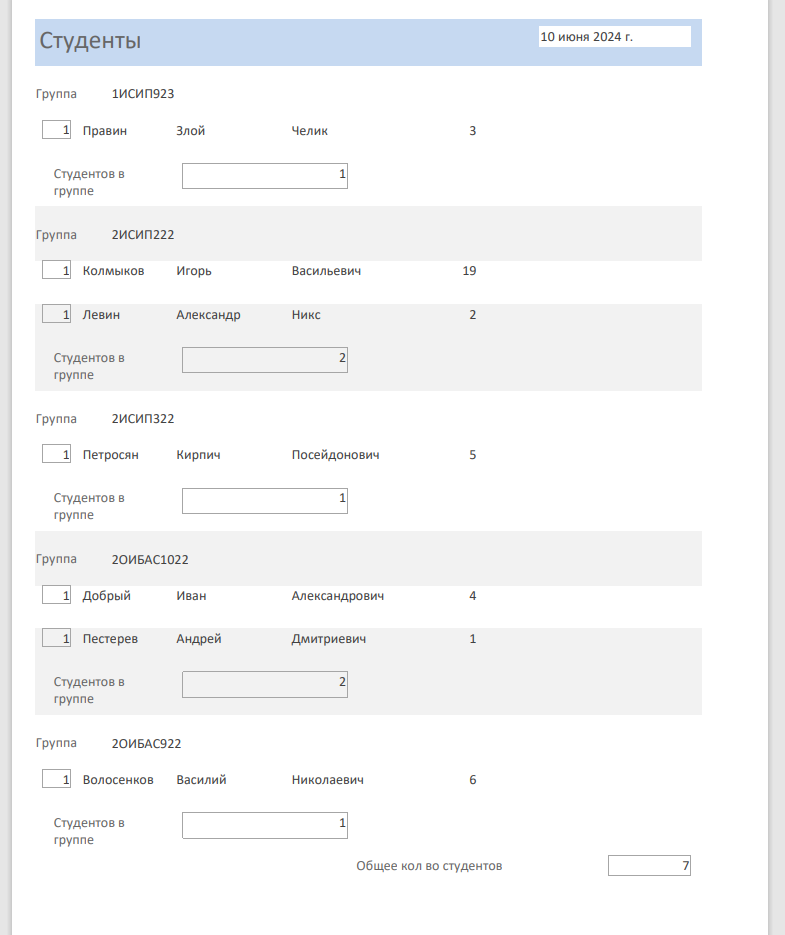 Студенты 10 июня 2024 г.
Группа 1ИСИП923
1 Правин Злой Челик 3
Студентов в 1
группе
Группа 2ИСИП222
1 Колмыков Игорь Васильевич 19
1 Левин Александр Никс 2
Студентов в 2
группе
Группа 2ИСИП322
1 Петросян Кирпич Посейдонович 5
Студентов в 1
группе
Группа 2ОИБАС1022
1 Добрый Иван Александрович 4
1 Пестерев Андрей Дмитриевич 1
Студентов в 2
группе
Группа 2ОИБАС922
1 Волосенков Василий Николаевич 6
Студентов в 1
группе
Общее кол во студентов 7